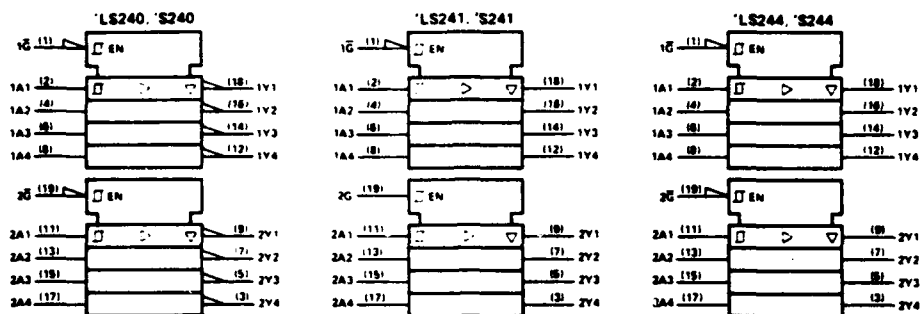 'LS240, 'S240
1G̅ (1) EN
1A1 (2) (18) 1Y1
1A2 (4) (16) 1Y2
1A3 (6) (14) 1Y3
1A4 (8) (12) 1Y4
2G̅ (19) EN
2A1 (11) (9) 2Y1
2A2 (13) (7) 2Y2
2A3 (15) (5) 2Y3
2A4 (17) (3) 2Y4
'LS241, 'S241
1G̅ (1) EN
1A1 (2) (18) 1Y1
1A2 (4) (16) 1Y2
1A3 (6) (14) 1Y3
1A4 (8) (12) 1Y4
2G (19) EN
2A1 (11) (9) 2Y1
2A2 (13) (7) 2Y2
2A3 (15) (5) 2Y3
2A4 (17) (3) 2Y4
'LS244, 'S244
1G̅ (1) EN
1A1 (2) (18) 1Y1
1A2 (4) (16) 1Y2
1A3 (6) (14) 1Y3
1A4 (8) (12) 1Y4
2G̅ (19) EN
2A1 (11) (9) 2Y1
2A2 (13) (7) 2Y2
2A3 (15) (5) 2Y3
2A4 (17) (3) 2Y4